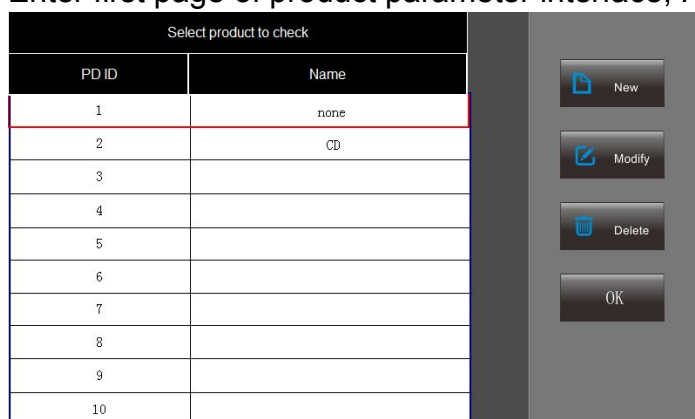 Enter first page of product parameter interface,
Select product to check
PD ID Name
1 none
2 CD
3
4
5
6
7
8
9
10
New
Modify
Delete
OK